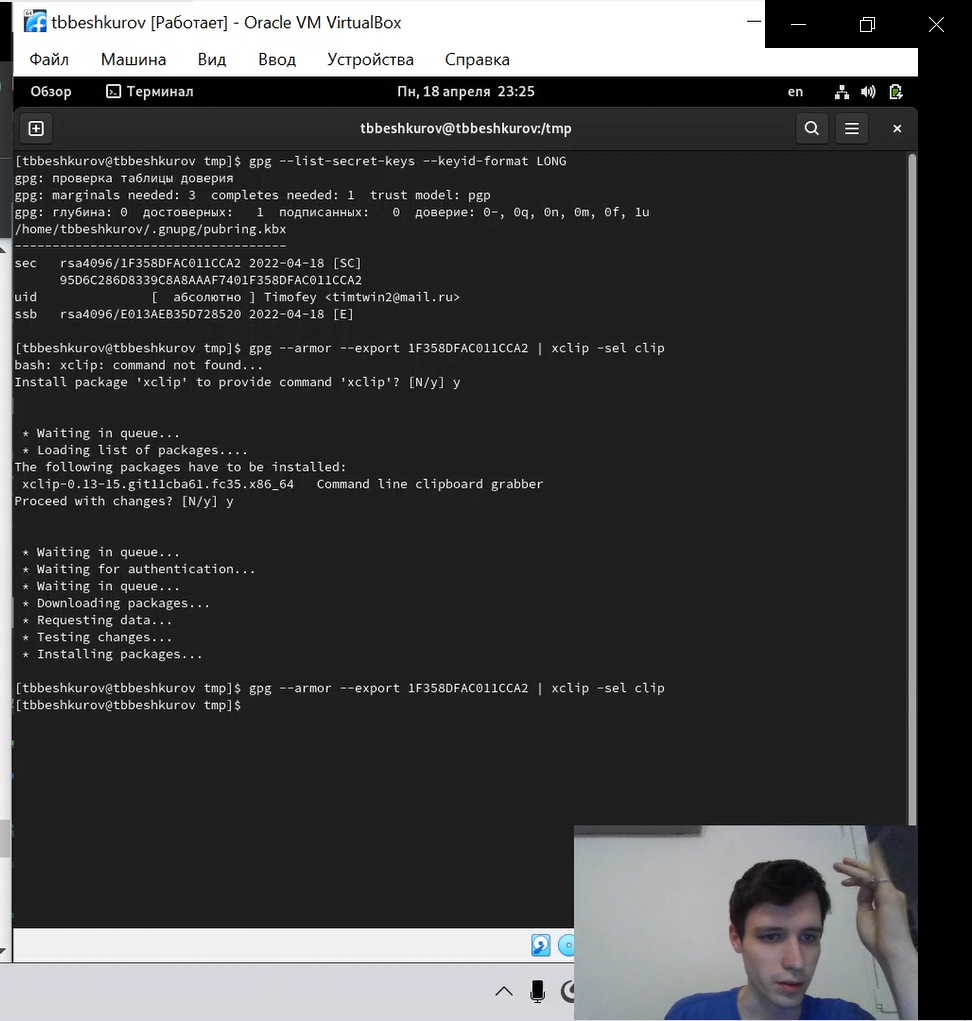 tbbeshkurov [Работает] - Oracle VM VirtualBox
Файл Машина Вид Ввод Устройства Справка
Обзор Терминал Пн, 18 апреля 23:25 en
tbbeshkurov@tbbeshkurov:/tmp
[tbbeshkurov@tbbeshkurov tmp]$ gpg --list-secret-keys --keyid-format LONG
gpg: проверка таблицы доверия
gpg: marginals needed: 3 completes needed: 1 trust model: pgp
gpg: глубина: 0 достоверных: 1 подписанных: 0 доверие: 0-, 0q, 0n, 0m, 0f, 1u
/home/tbbeshkurov/.gnupg/pubring.kbx
------------------------------------
sec rsa4096/1F358DFAC011CCA2 2022-04-18 [SC]
95D6C286D8339C8A8AAAF7401F358DFAC011CCA2
uid [ абсолютно ] Timofey <timtwin2@mail.ru>
ssb rsa4096/E013AEB35D728520 2022-04-18 [E]
[tbbeshkurov@tbbeshkurov tmp]$ gpg --armor --export 1F358DFAC011CCA2 | xclip -sel clip
bash: xclip: command not found...
Install package 'xclip' to provide command 'xclip'? [N/y] y
* Waiting in queue...
* Loading list of packages....
The following packages have to be installed:
xclip-0.13-15.git11cba61.fc35.x86_64 Command line clipboard grabber
Proceed with changes? [N/y] y
* Waiting in queue...
* Waiting for authentication...
* Waiting in queue...
* Downloading packages...
* Requesting data...
* Testing changes...
* Installing packages...
[tbbeshkurov@tbbeshkurov tmp]$ gpg --armor --export 1F358DFAC011CCA2 | xclip -sel clip
[tbbeshkurov@tbbeshkurov tmp]$